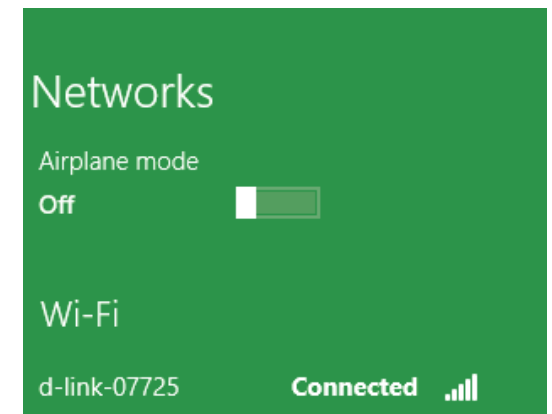 Networks
Airplane mode
Off
Wi-Fi
d-link-07725 Connected